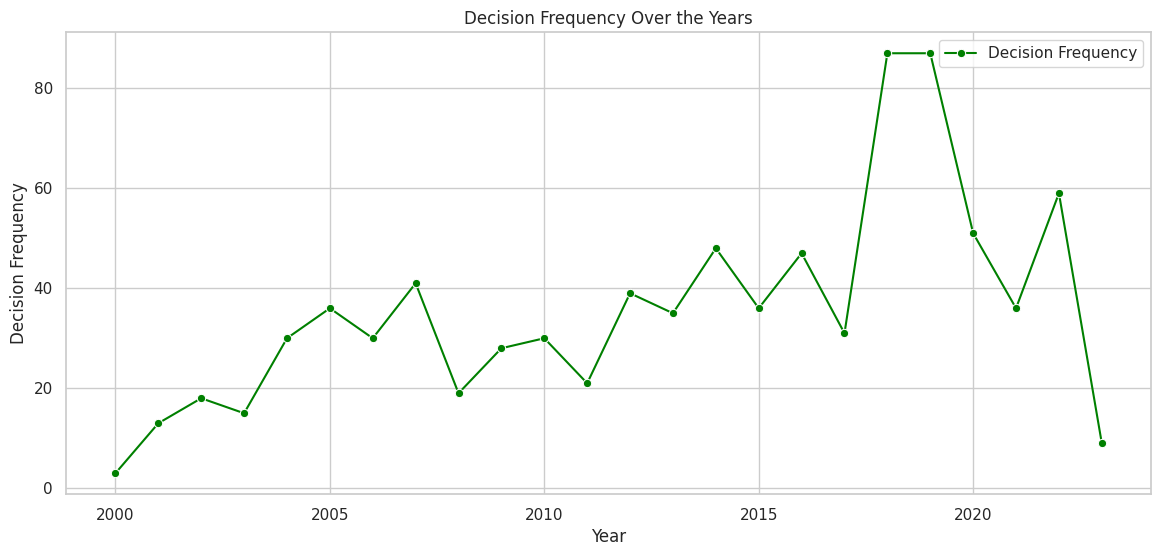 Decision Frequency Over the Years
Decision Frequency
80
60
40
20
0
Decision Frequency
2000
2005
2010
2015
2020
Year